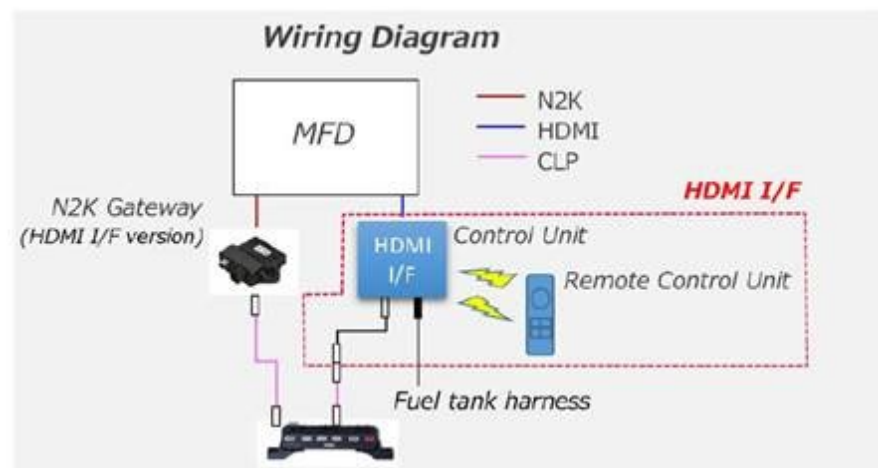 Wiring Diagram
MFD
N2K
HDMI
CLP
HDMI I/F
N2K Gateway
(HDMI I/F version)
HDMI
I/F
Control Unit
Remote Control Unit
Fuel tank harness